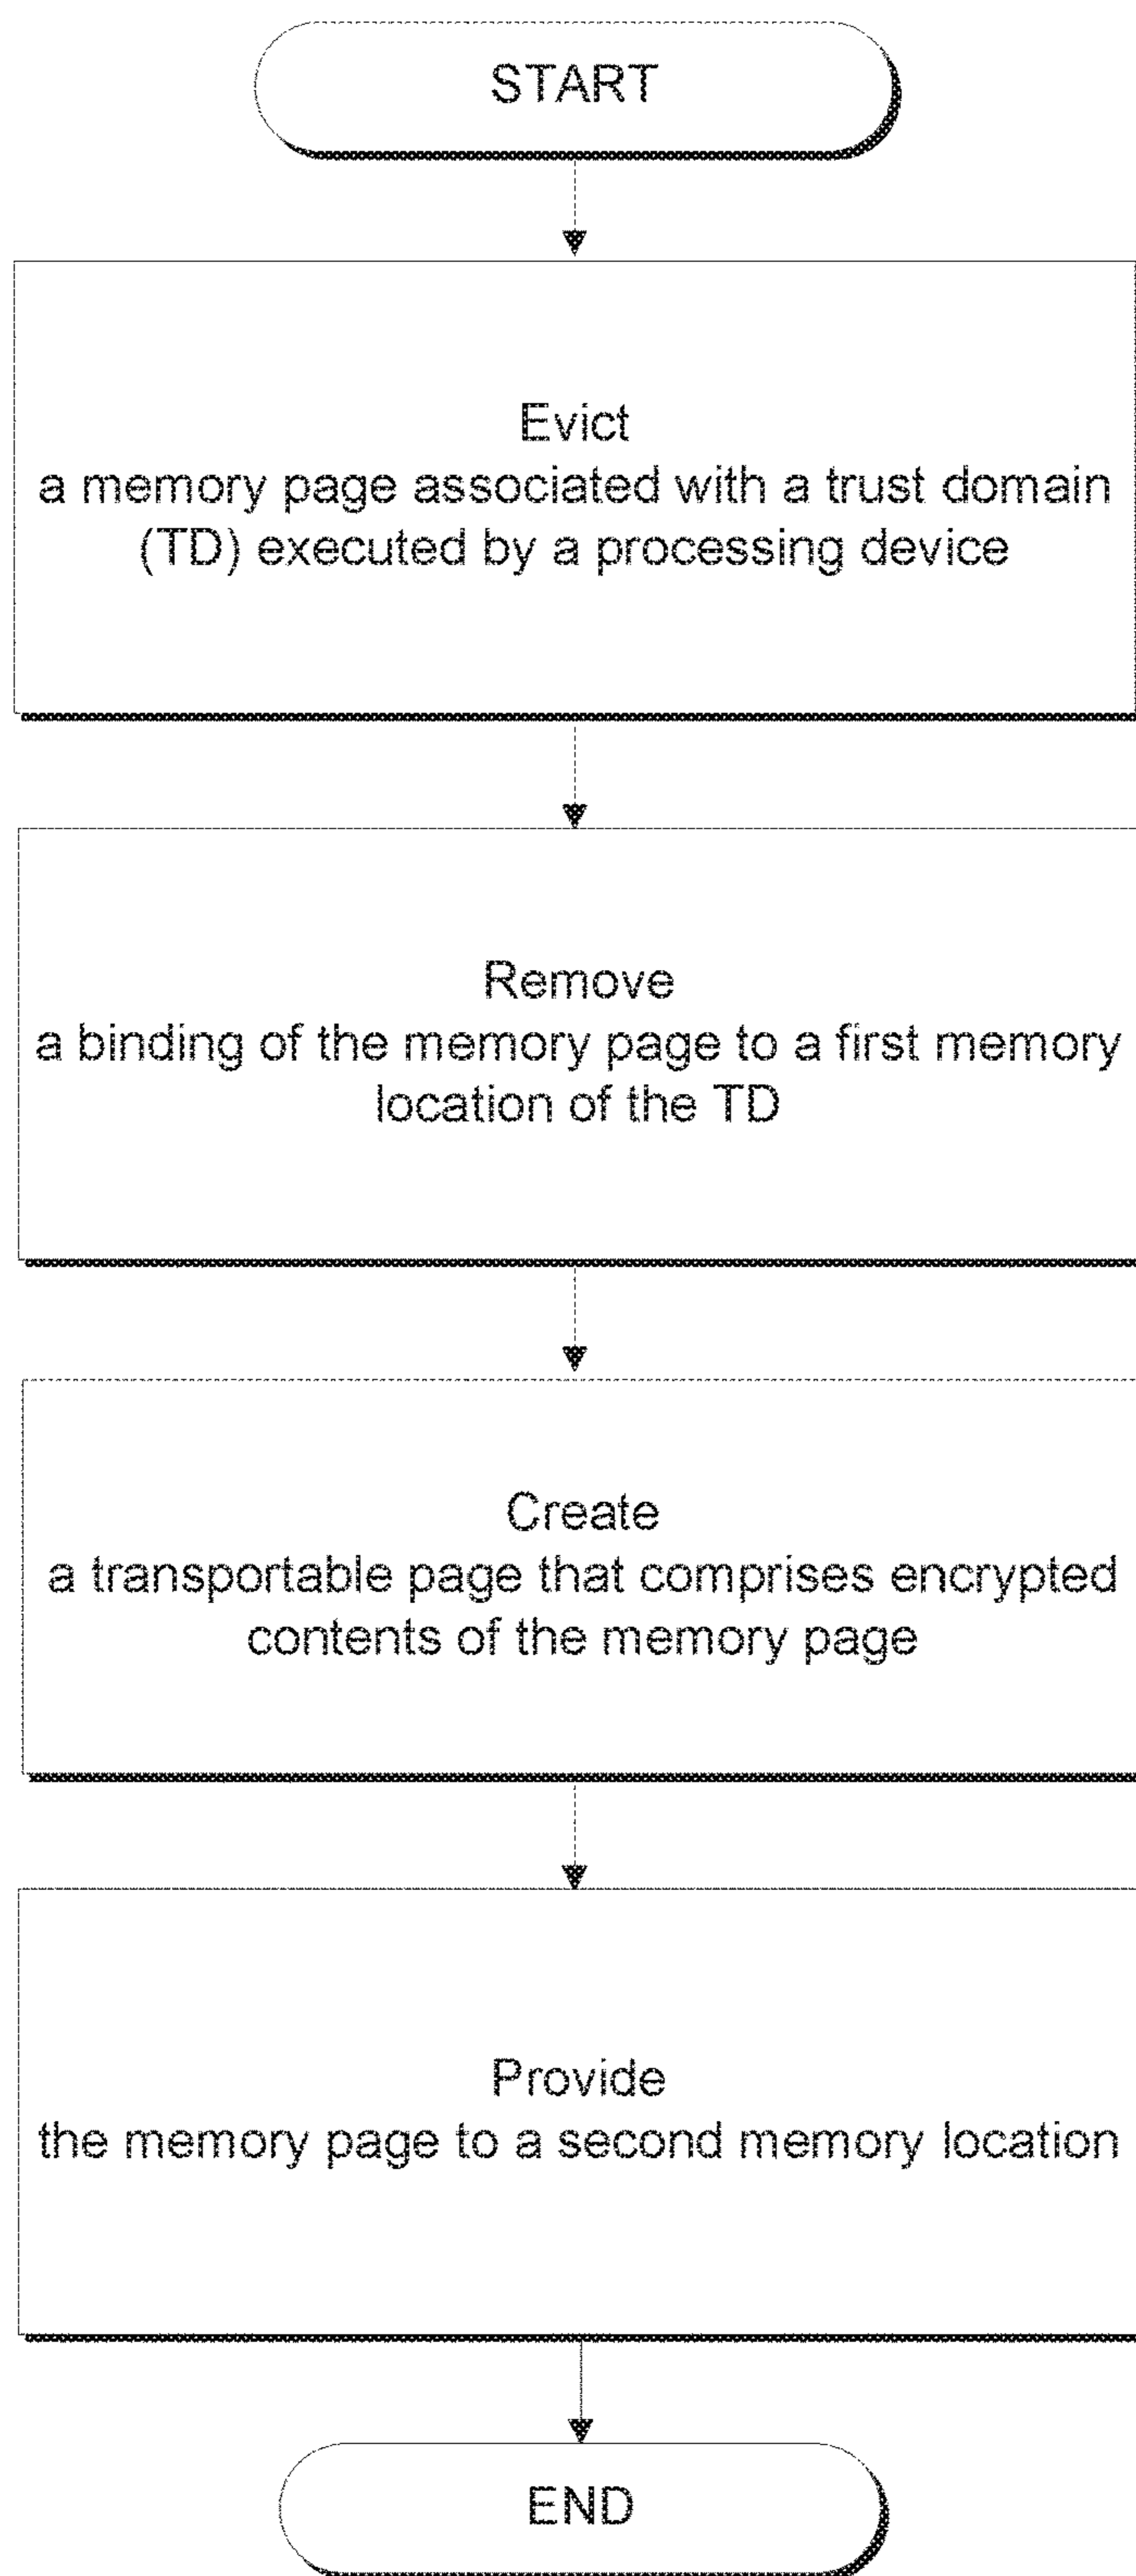 START
Evict
a memory page associated with a trust domain
(TD) executed by a processing device
Remove
a binding of the memory page to a first memory
location of the TD
Create
a transportable page that comprises encrypted
contents of the memory page
Provide
the memory page to a second memory location
END